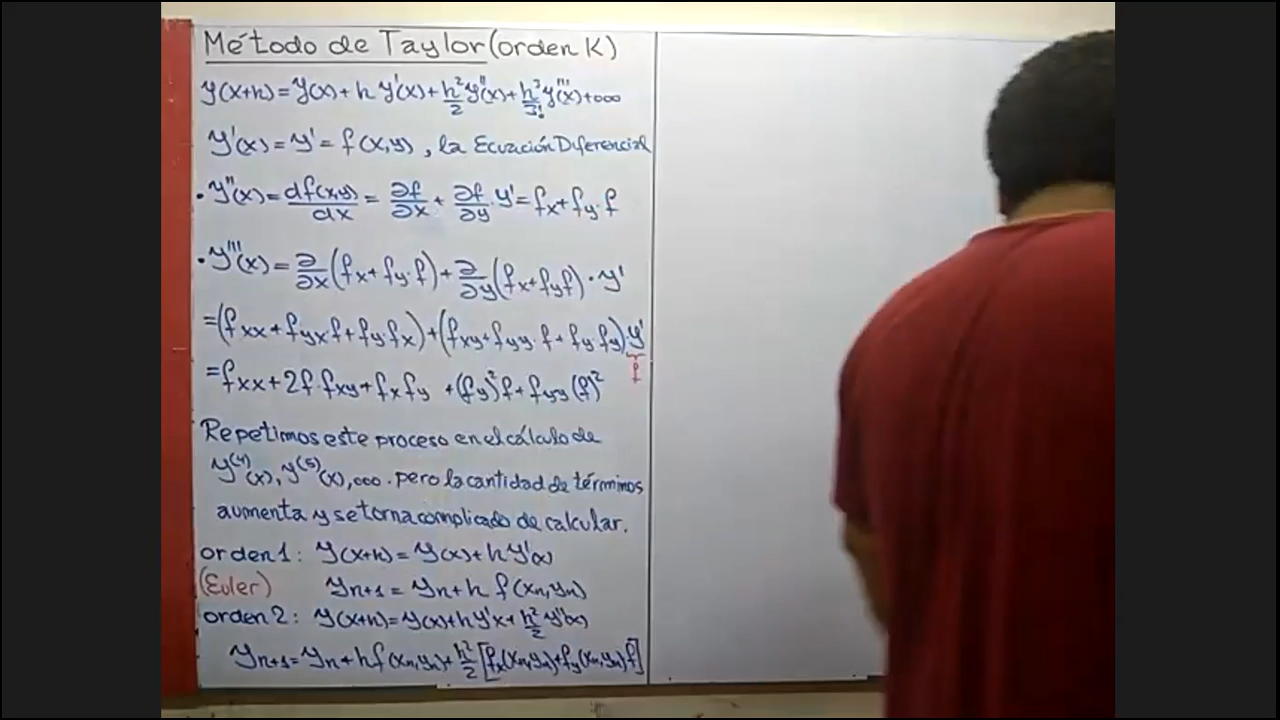 Método de Taylor (orden K)
y(x+h) = y(x) + h y'(x) + h²/2 y''(x) + h³/3! y'''(x) + ooo
y'(x) = y' = f(x,y), la Ecuación Diferencial
• y''(x) = df(x,y)/dx = ∂f/∂x + ∂f/∂y · y' = fx + fy·f
• y'''(x) = ∂/∂x (fx + fy·f) + ∂/∂y (fx + fy f) · y'
= (fxx + fyx·f + fy·fx) + (fxy + fyy·f + fy·fy)·y'
f
= fxx + 2f·fxy + fx fy + (fy)² f + fyy (f)²
Repetimos este proceso en el cálculo de
y⁽⁴⁾(x), y⁽⁵⁾(x), ooo. pero la cantidad de términos
aumenta y se torna complicado de calcular.
orden 1: y(x+h) = y(x) + h y'(x)
(Euler) yn+1 = yn + h f(xn,yn)
orden 2: y(x+h) = y(x) + h y'x + h²/2 y''(x)
yn+1 = yn + h f(xn,yn) + h²/2 [fx(xn,yn) + fy(xn,yn) f]